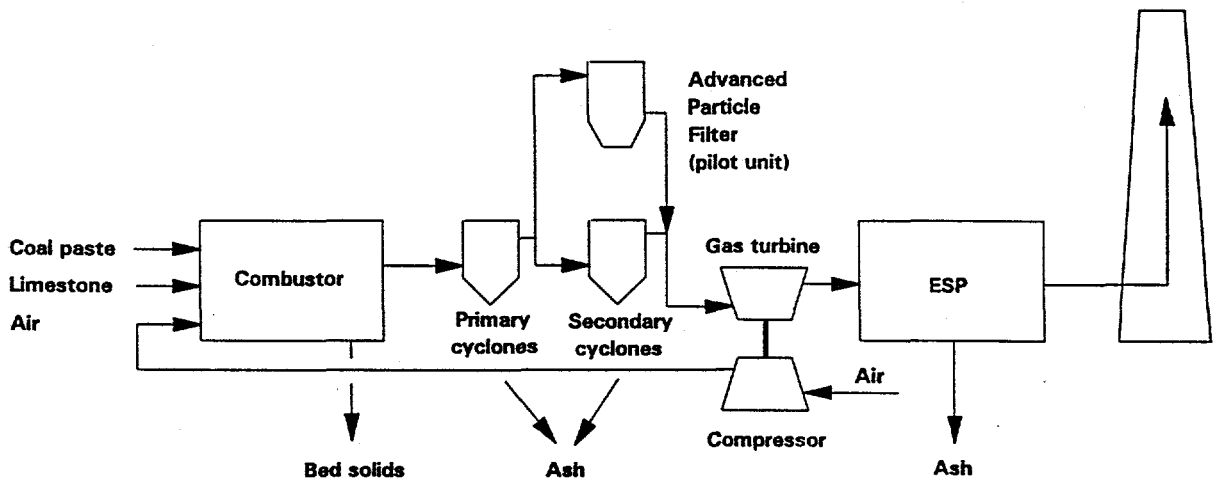 Advanced
Particle
Filter
(pilot unit)
Coal paste
Limestone
Air
Combustor
Primary
cyclones
Secondary
cyclones
Gas turbine
ESP
Air
Compressor
Bed solids
Ash
Ash